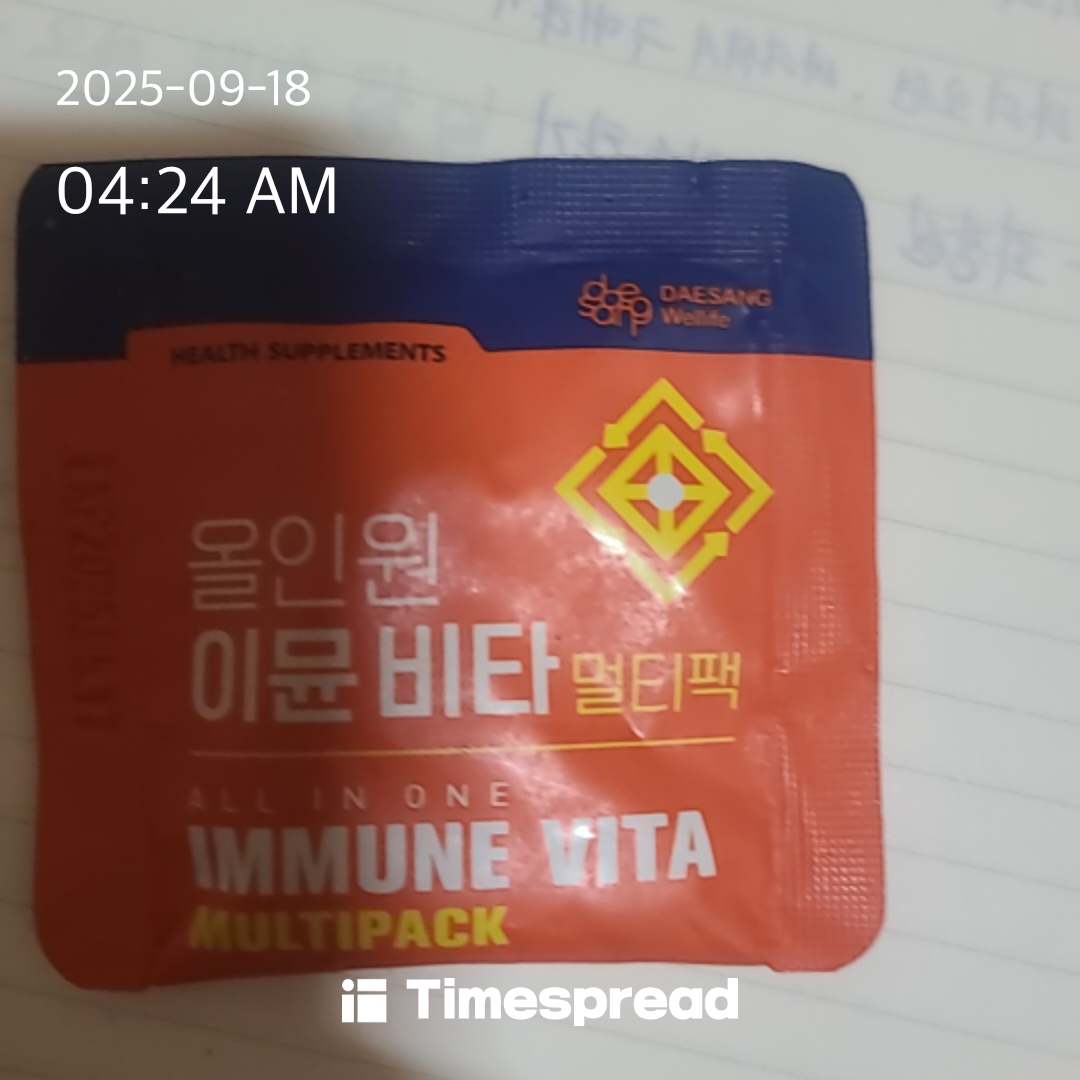 2025-09-18
04:24 AM
daesang
DAESANG
Wellife
HEALTH SUPPLEMENTS
올인원
이뮨 비타 멀티팩
ALL IN ONE
IMMUNE VITA
MULTIPACK
Timespread